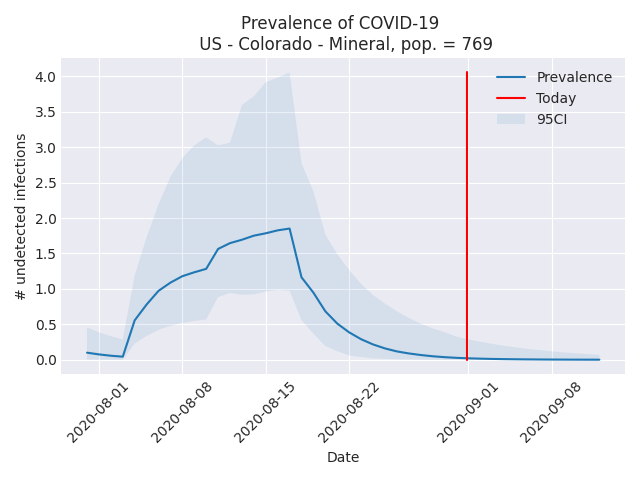 Prevalence of COVID-19
US - Colorado - Mineral, pop. = 769
Prevalence
Today
95CI
# undetected infections
4.0
3.5
3.0
2.5
2.0
1.5
1.0
0.5
0.0
2020-08-01
2020-08-08
2020-08-15
2020-08-22
2020-09-01
2020-09-08
Date